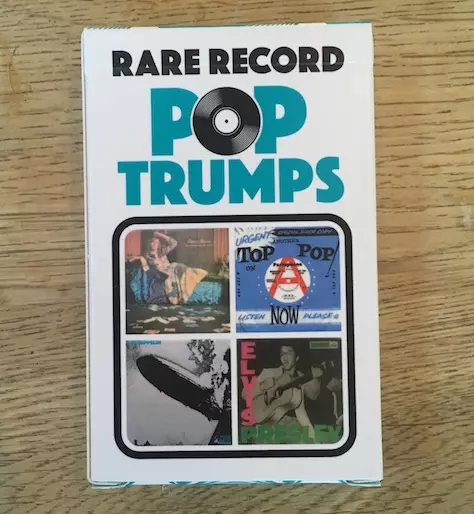 RARE RECORD
POP
TRUMPS
URGENT
TOP POP
A
LISTEN NOW PLEASE
ELVIS
PRESLEY